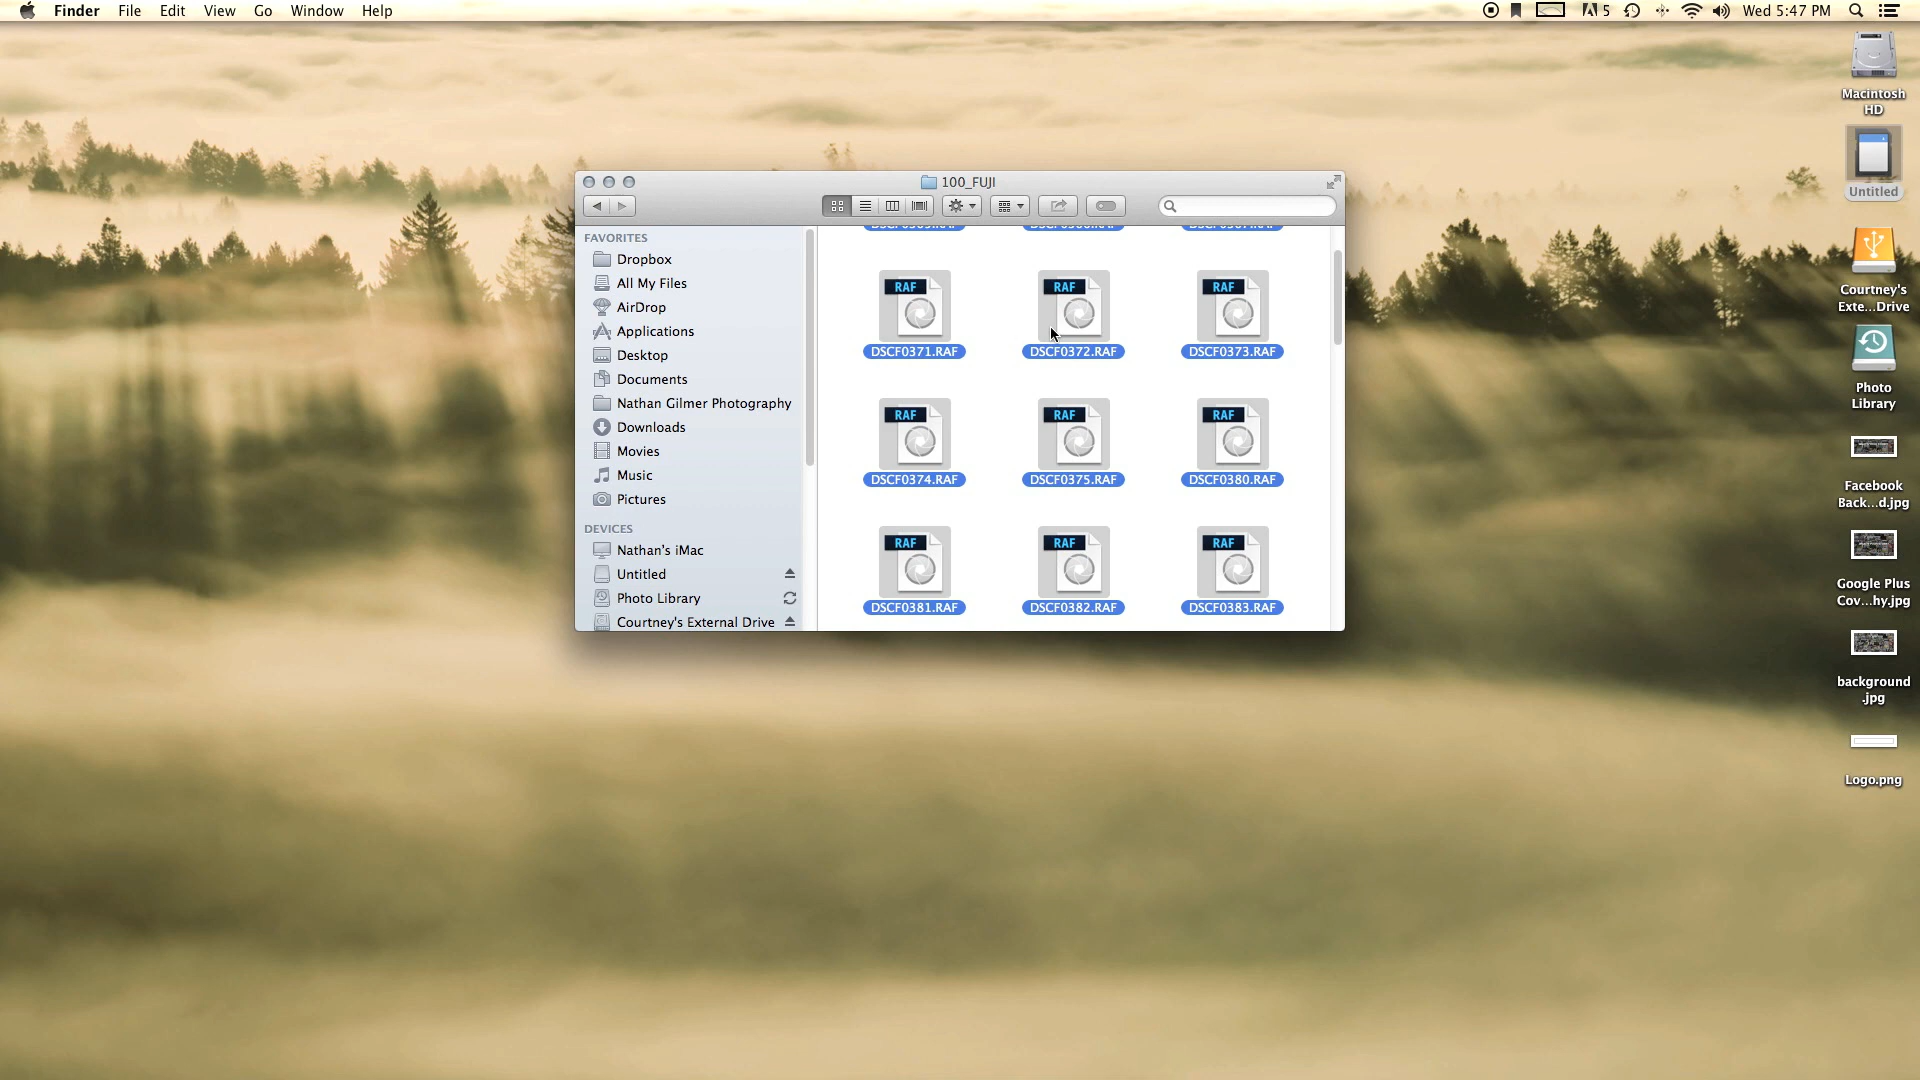 Finder File Edit View Go Window Help
5 Wed 5:47 PM
Macintosh
HD
Untitled
Courtney's
Exte...Drive
Photo
Library
Facebook
Back...d.jpg
Google Plus
Cov...hy.jpg
background
.jpg
Logo.png
100_FUJI
FAVORITES
Dropbox
All My Files
AirDrop
Applications
Desktop
Documents
Nathan Gilmer Photography
Downloads
Movies
Music
Pictures
DEVICES
Nathan's iMac
Untitled
Photo Library
Courtney's External Drive
RAF RAF RAF
DSCF0371.RAF DSCF0372.RAF DSCF0373.RAF
RAF RAF RAF
DSCF0374.RAF DSCF0375.RAF DSCF0380.RAF
RAF RAF RAF
DSCF0381.RAF DSCF0382.RAF DSCF0383.RAF